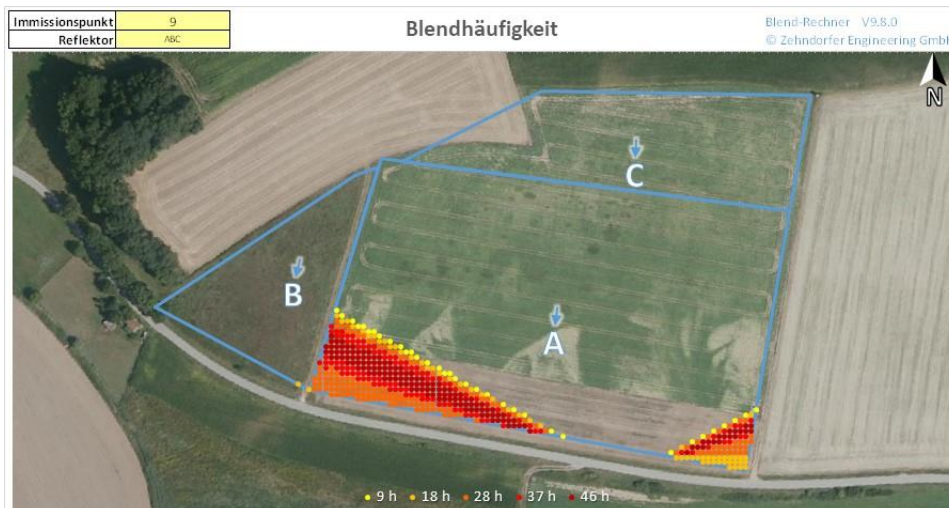 Immissionspunkt 9
Reflektor ABC
Blendhäufigkeit
Blend-Rechner V9.8.0
© Zehndorfer Engineering GmbH
N
C
B
A
9 h 18 h 28 h 37 h 46 h